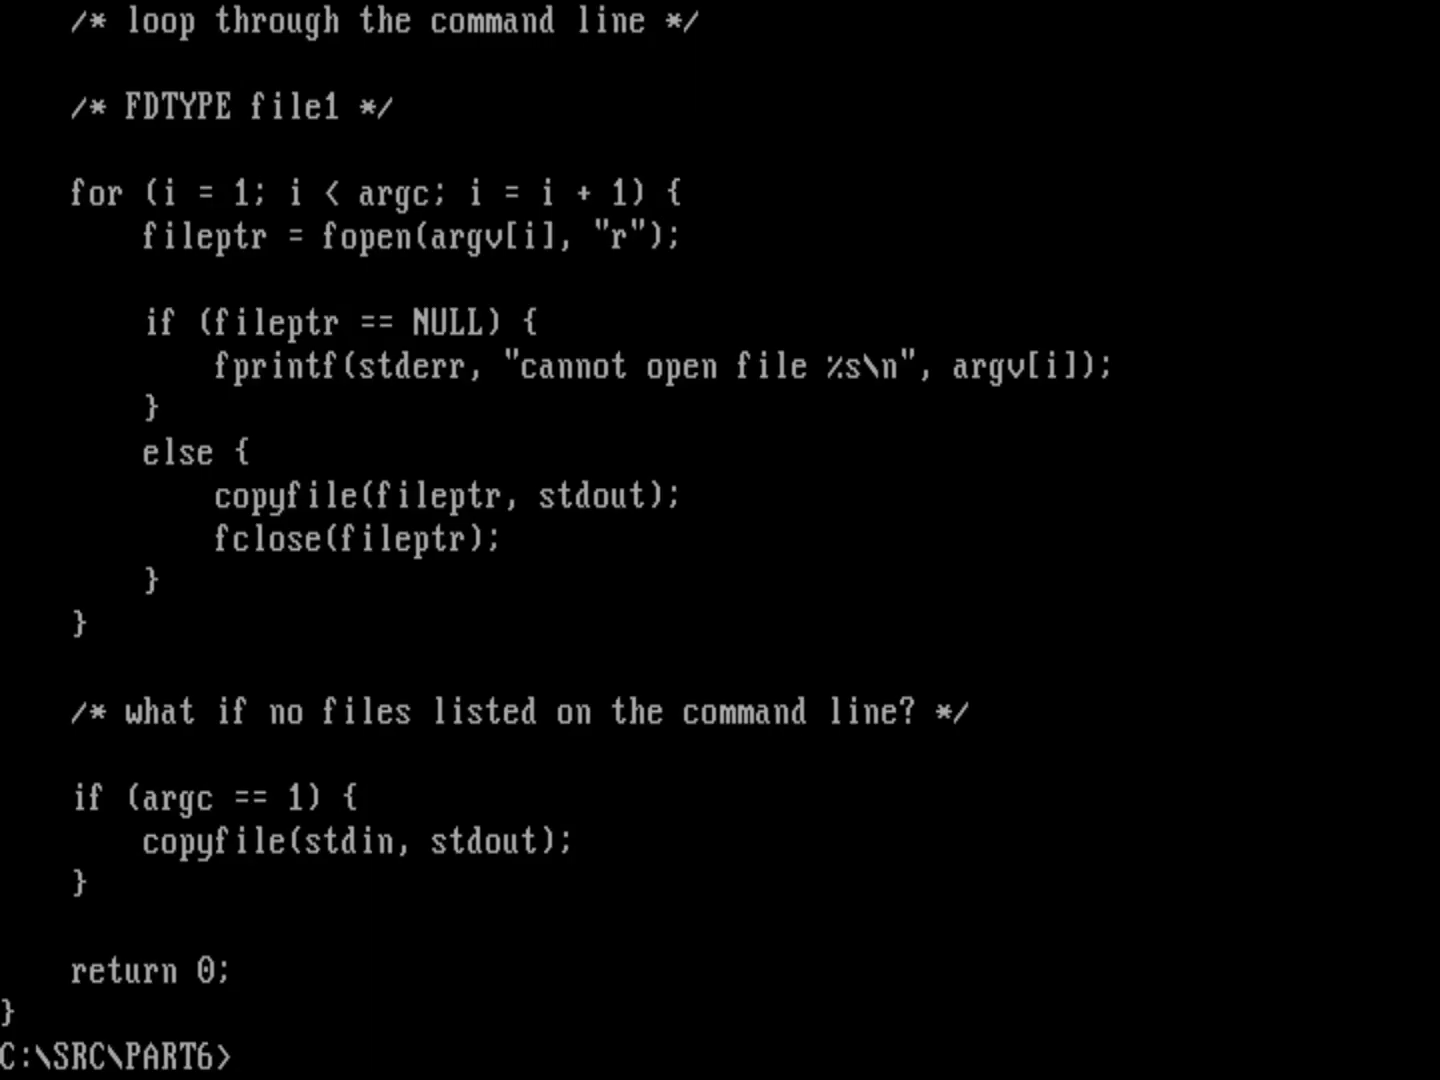 /* loop through the command line */
/* FDTYPE file1 */
for (i = 1; i < argc; i = i + 1) {
fileptr = fopen(argv[i], "r");
if (fileptr == NULL) {
fprintf(stderr, "cannot open file %s\n", argv[i]);
}
else {
copyfile(fileptr, stdout);
fclose(fileptr);
}
}
/* what if no files listed on the command line? */
if (argc == 1) {
copyfile(stdin, stdout);
}
return 0;
}
C:\SRC\PART6>